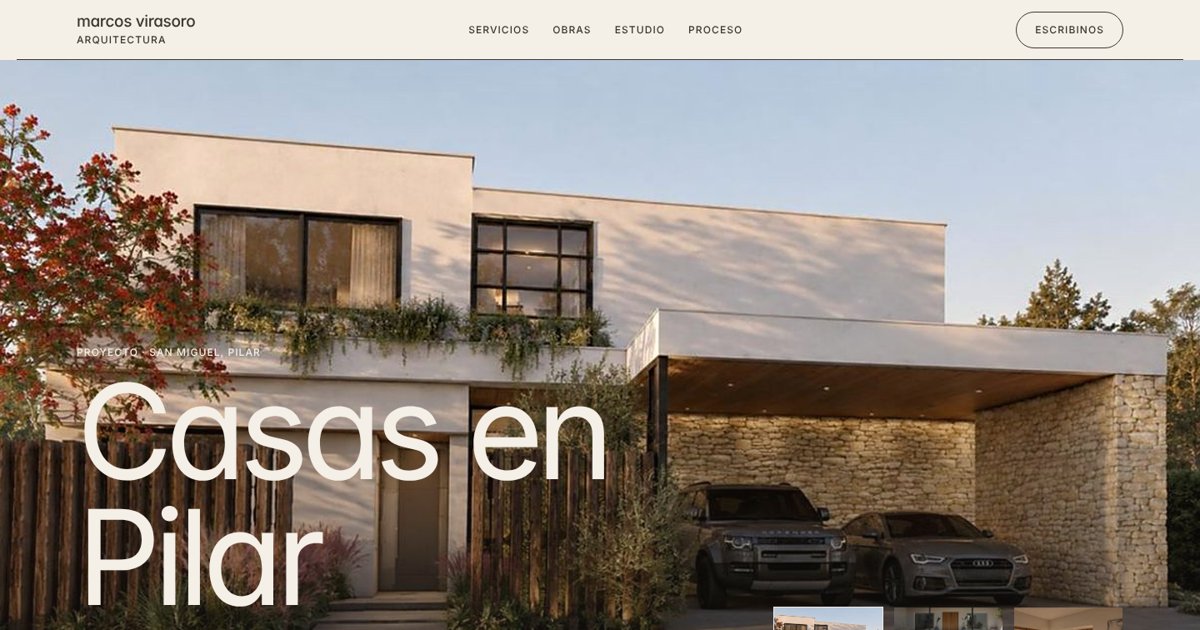 marcos virasoro
ARQUITECTURA
SERVICIOS OBRAS ESTUDIO PROCESO
ESCRIBINOS
PROYECTO · SAN MIGUEL, PILAR
Casas en
Pilar